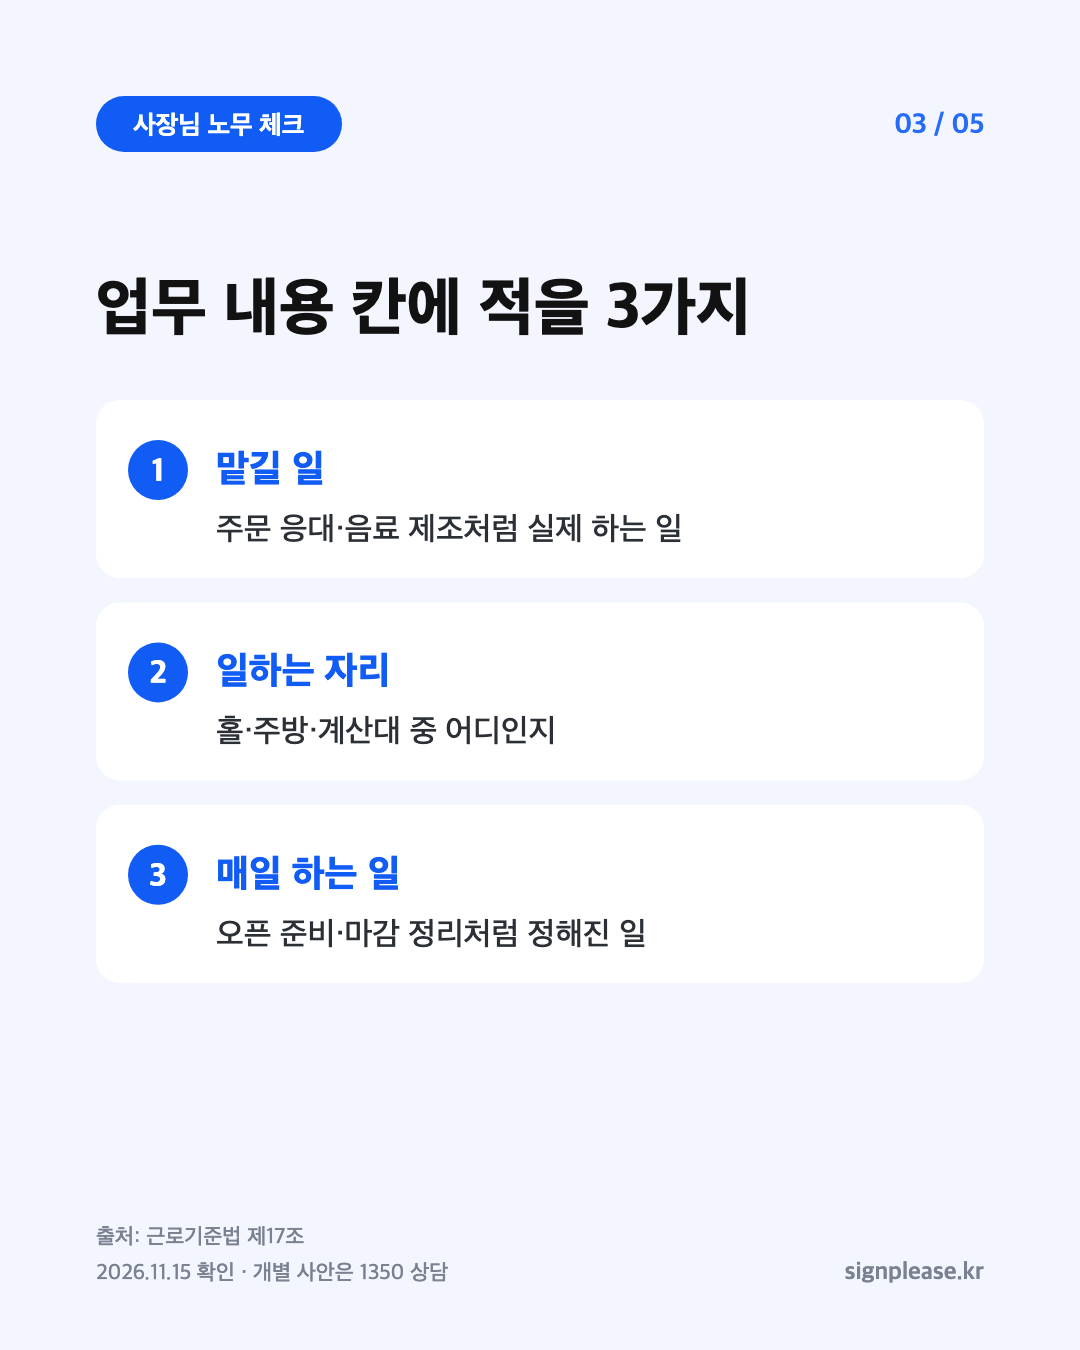 사장님 노무 체크
03 / 05
업무 내용 칸에 적을 3가지
1 맡길 일
주문 응대·음료 제조처럼 실제 하는 일
2 일하는 자리
홀·주방·계산대 중 어디인지
3 매일 하는 일
오픈 준비·마감 정리처럼 정해진 일
출처: 근로기준법 제17조
2026.11.15 확인 · 개별 사안은 1350 상담
signplease.kr